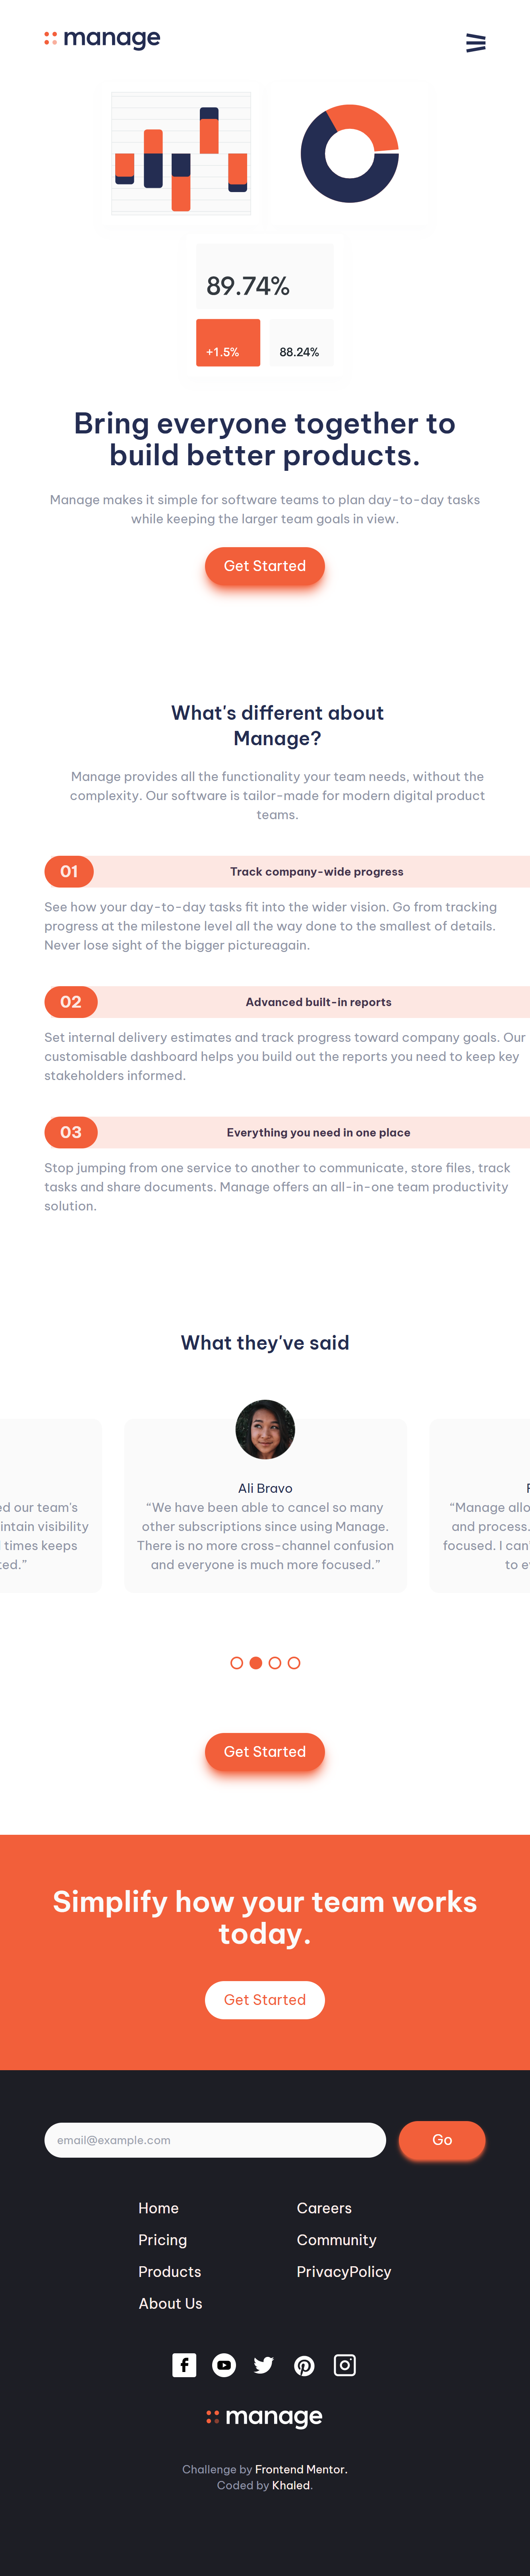 manage
89.74%
+1.5%
88.24%
Bring everyone together to
build better products.
Manage makes it simple for software teams to plan day-to-day tasks
while keeping the larger team goals in view.
Get Started
What's different about
Manage?
Manage provides all the functionality your team needs, without the
complexity. Our software is tailor-made for modern digital product
teams.
01 Track company-wide progress
See how your day-to-day tasks fit into the wider vision. Go from tracking
progress at the milestone level all the way done to the smallest of details.
Never lose sight of the bigger pictureagain.
02 Advanced built-in reports
Set internal delivery estimates and track progress toward company goals. Our
customisable dashboard helps you build out the reports you need to keep key
stakeholders informed.
03 Everything you need in one place
Stop jumping from one service to another to communicate, store files, track
tasks and share documents. Manage offers an all-in-one team productivity
solution.
What they've said
ed our team's
intain visibility
times keeps
ted.”
Ali Bravo
“We have been able to cancel so many
other subscriptions since using Manage.
There is no more cross-channel confusion
and everyone is much more focused.”
“Manage allo
and process.
focused. I can'
to e
Get Started
Simplify how your team works
today.
Get Started
email@example.com
Go
Home
Pricing
Products
About Us
Careers
Community
PrivacyPolicy
manage
Challenge by Frontend Mentor.
Coded by Khaled.